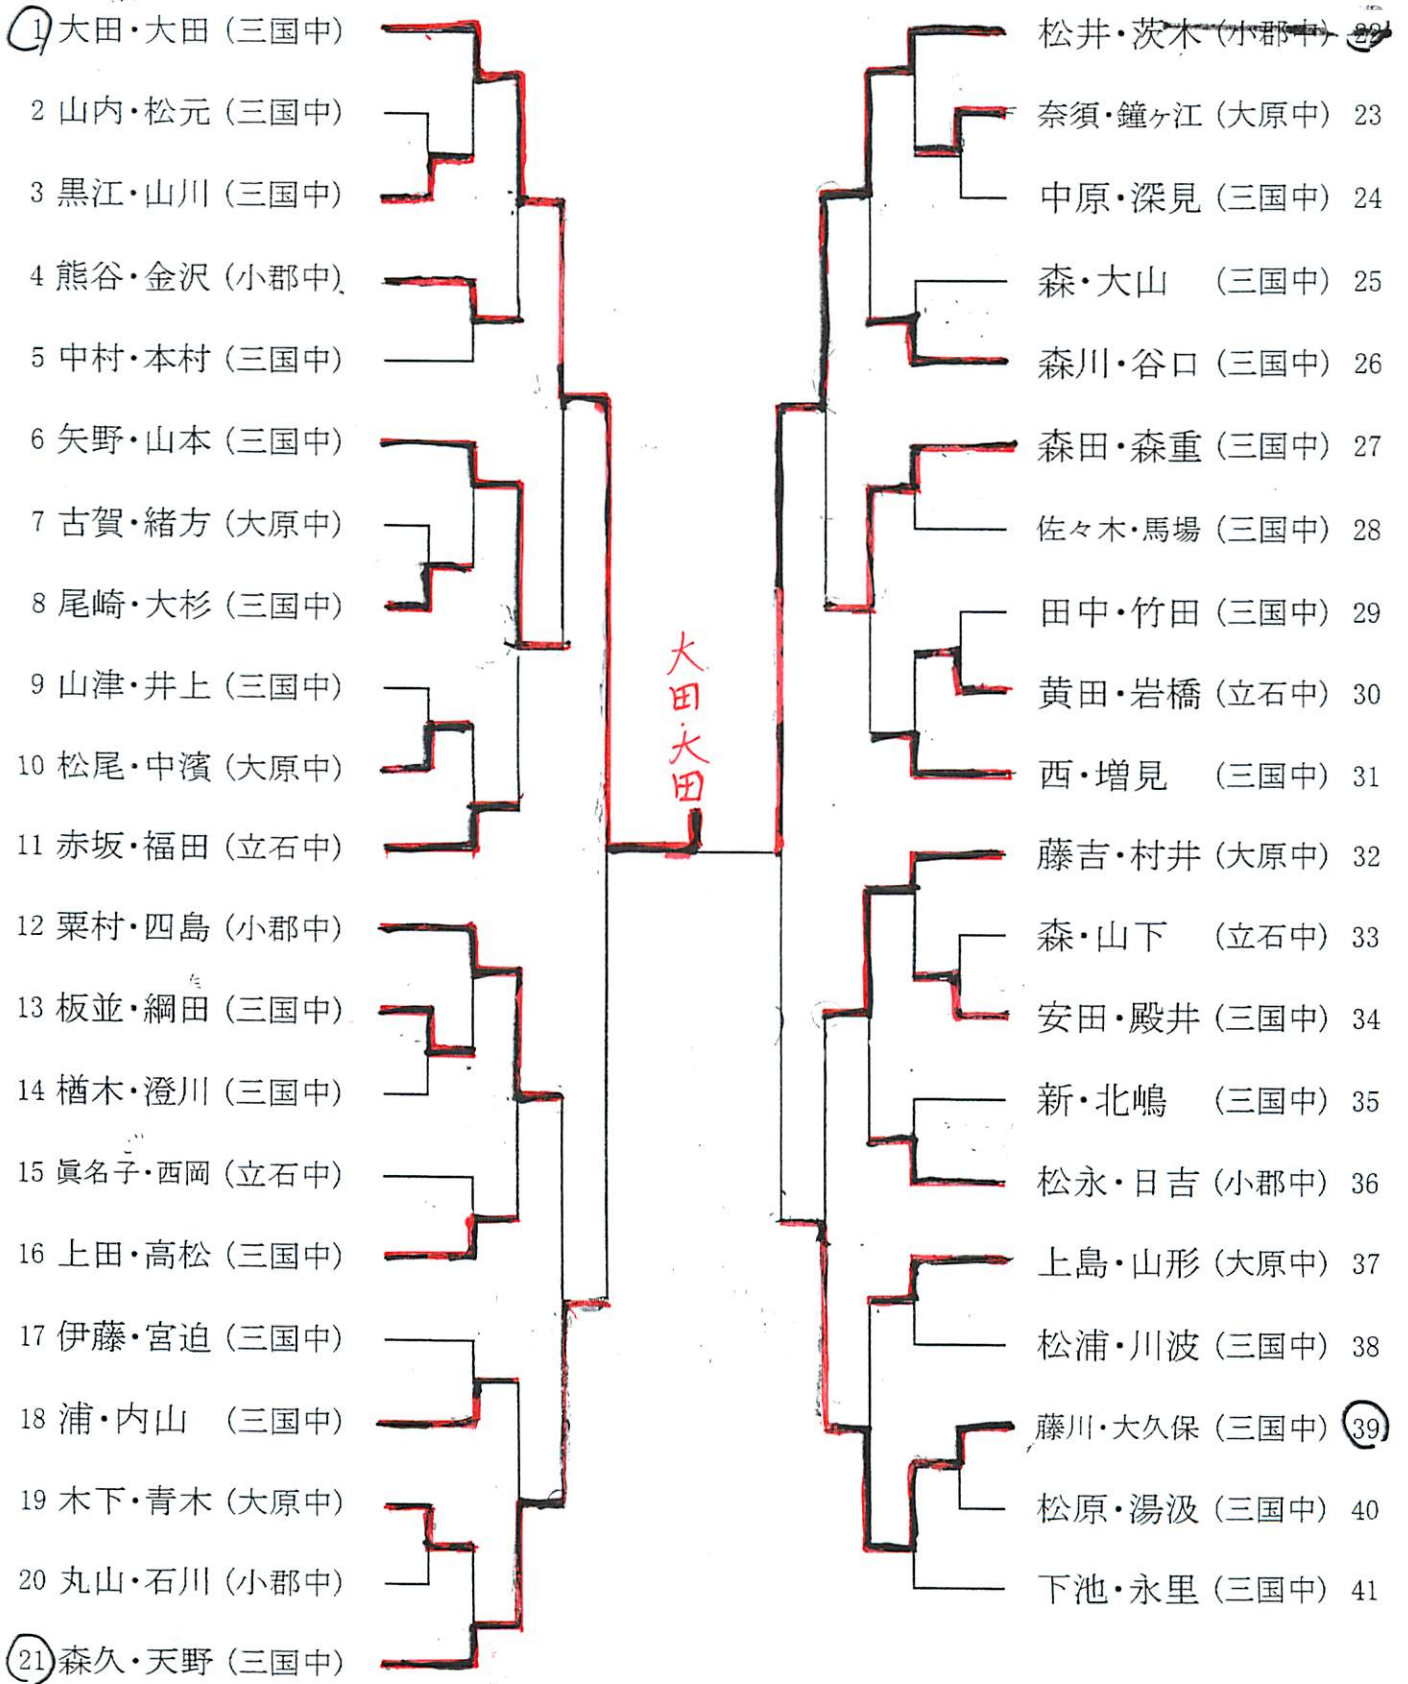 1 大田・大田 (三国中)
2 山内・松元 (三国中)
3 黒江・山川 (三国中)
4 熊谷・金沢 (小郡中)
5 中村・本村 (三国中)
6 矢野・山本 (三国中)
7 古賀・緒方 (大原中)
8 尾崎・大杉 (三国中)
9 山津・井上 (三国中)
10 松尾・中濱 (大原中)
11 赤坂・福田 (立石中)
12 粟村・四島 (小郡中)
13 板並・綱田 (三国中)
14 楢木・澄川 (三国中)
15 眞名子・西岡 (立石中)
16 上田・高松 (三国中)
17 伊藤・宮迫 (三国中)
18 浦・内山 (三国中)
19 木下・青木 (大原中)
20 丸山・石川 (小郡中)
21 森久・天野 (三国中)
大田・大田
松井・茨木 (小郡中) 22
奈須・鐘ヶ江 (大原中) 23
中原・深見 (三国中) 24
森・大山 (三国中) 25
森川・谷口 (三国中) 26
森田・森重 (三国中) 27
佐々木・馬場 (三国中) 28
田中・竹田 (三国中) 29
黄田・岩橋 (立石中) 30
西・増見 (三国中) 31
藤吉・村井 (大原中) 32
森・山下 (立石中) 33
安田・殿井 (三国中) 34
新・北嶋 (三国中) 35
松永・日吉 (小郡中) 36
上島・山形 (大原中) 37
松浦・川波 (三国中) 38
藤川・大久保 (三国中) 39
松原・湯汲 (三国中) 40
下池・永里 (三国中) 41